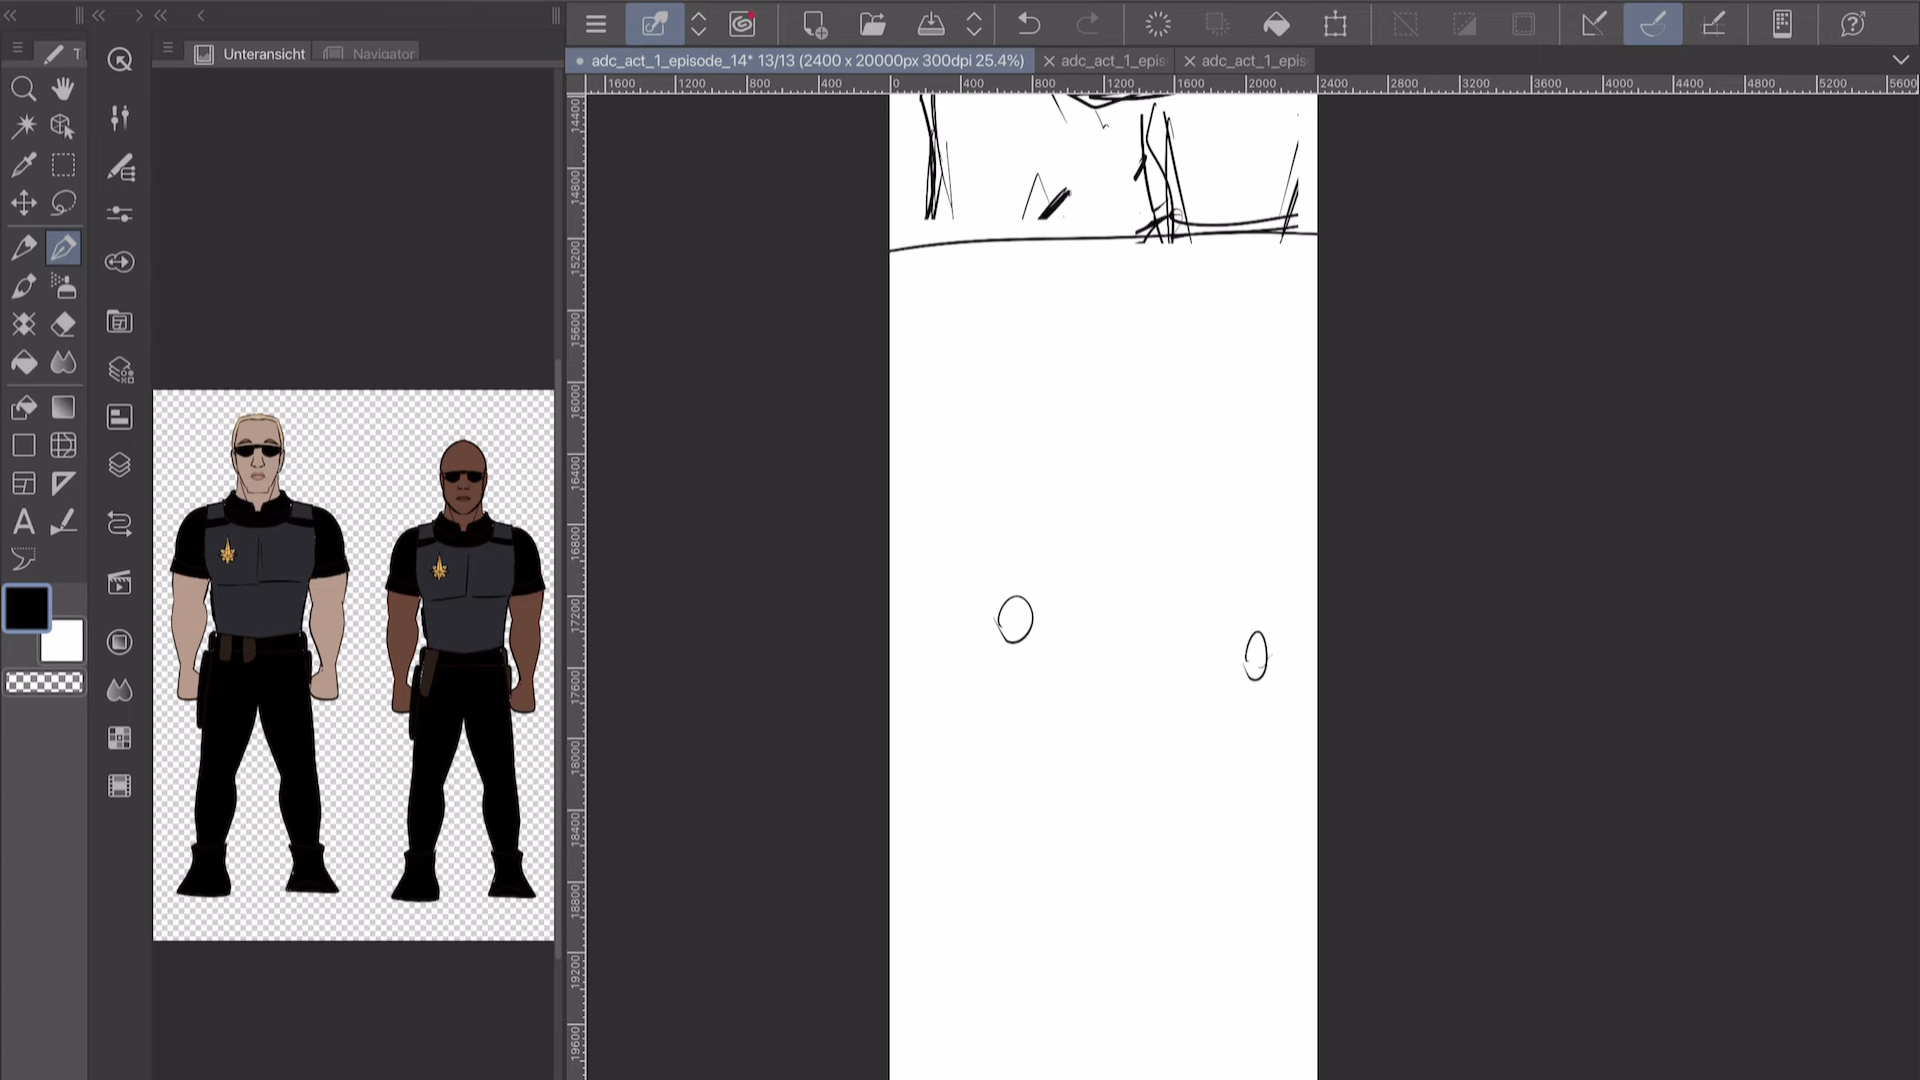 T
Unteransicht
Navigator
adc_act_1_episode_14* 13/13 (2400 x 20000px 300dpi 25.4%)
adc_act_1_epis
adc_act_1_epis
1600 1200 800 400 0 400 800 1200 1600 2000 2400 2800 3200 3600 4000 4400 4800 5200 5600
14400
14800
15200
15600
16000
16400
16800
17200
17600
18000
18400
18800
19200
19600
A